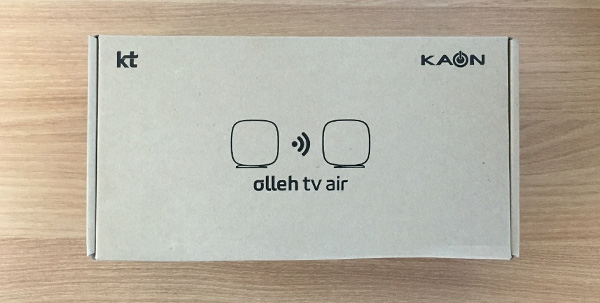 kt
KAON
olleh tv air